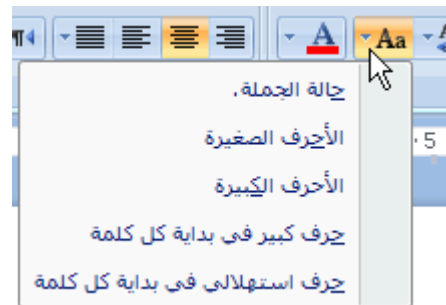 ¶ A Aa
5
حالة الجملة.
الأحرف الصغيرة
الأحرف الكبيرة
حرف كبير في بداية كل كلمة
حرف استهلالي في بداية كل كلمة